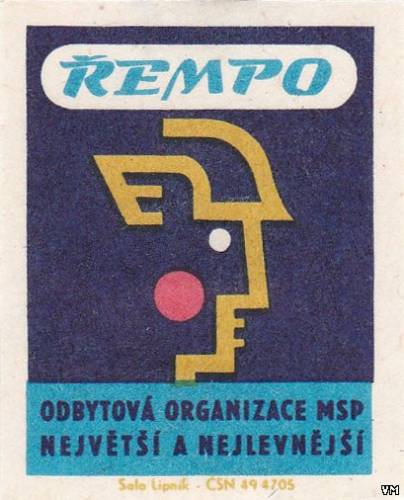 ŘEMPO
ODBYTOVÁ ORGANIZACE MSP
NEJVĚTŠÍ A NEJLEVNĚJŠÍ
Solo Lipník - ČSN 49 4705
VM